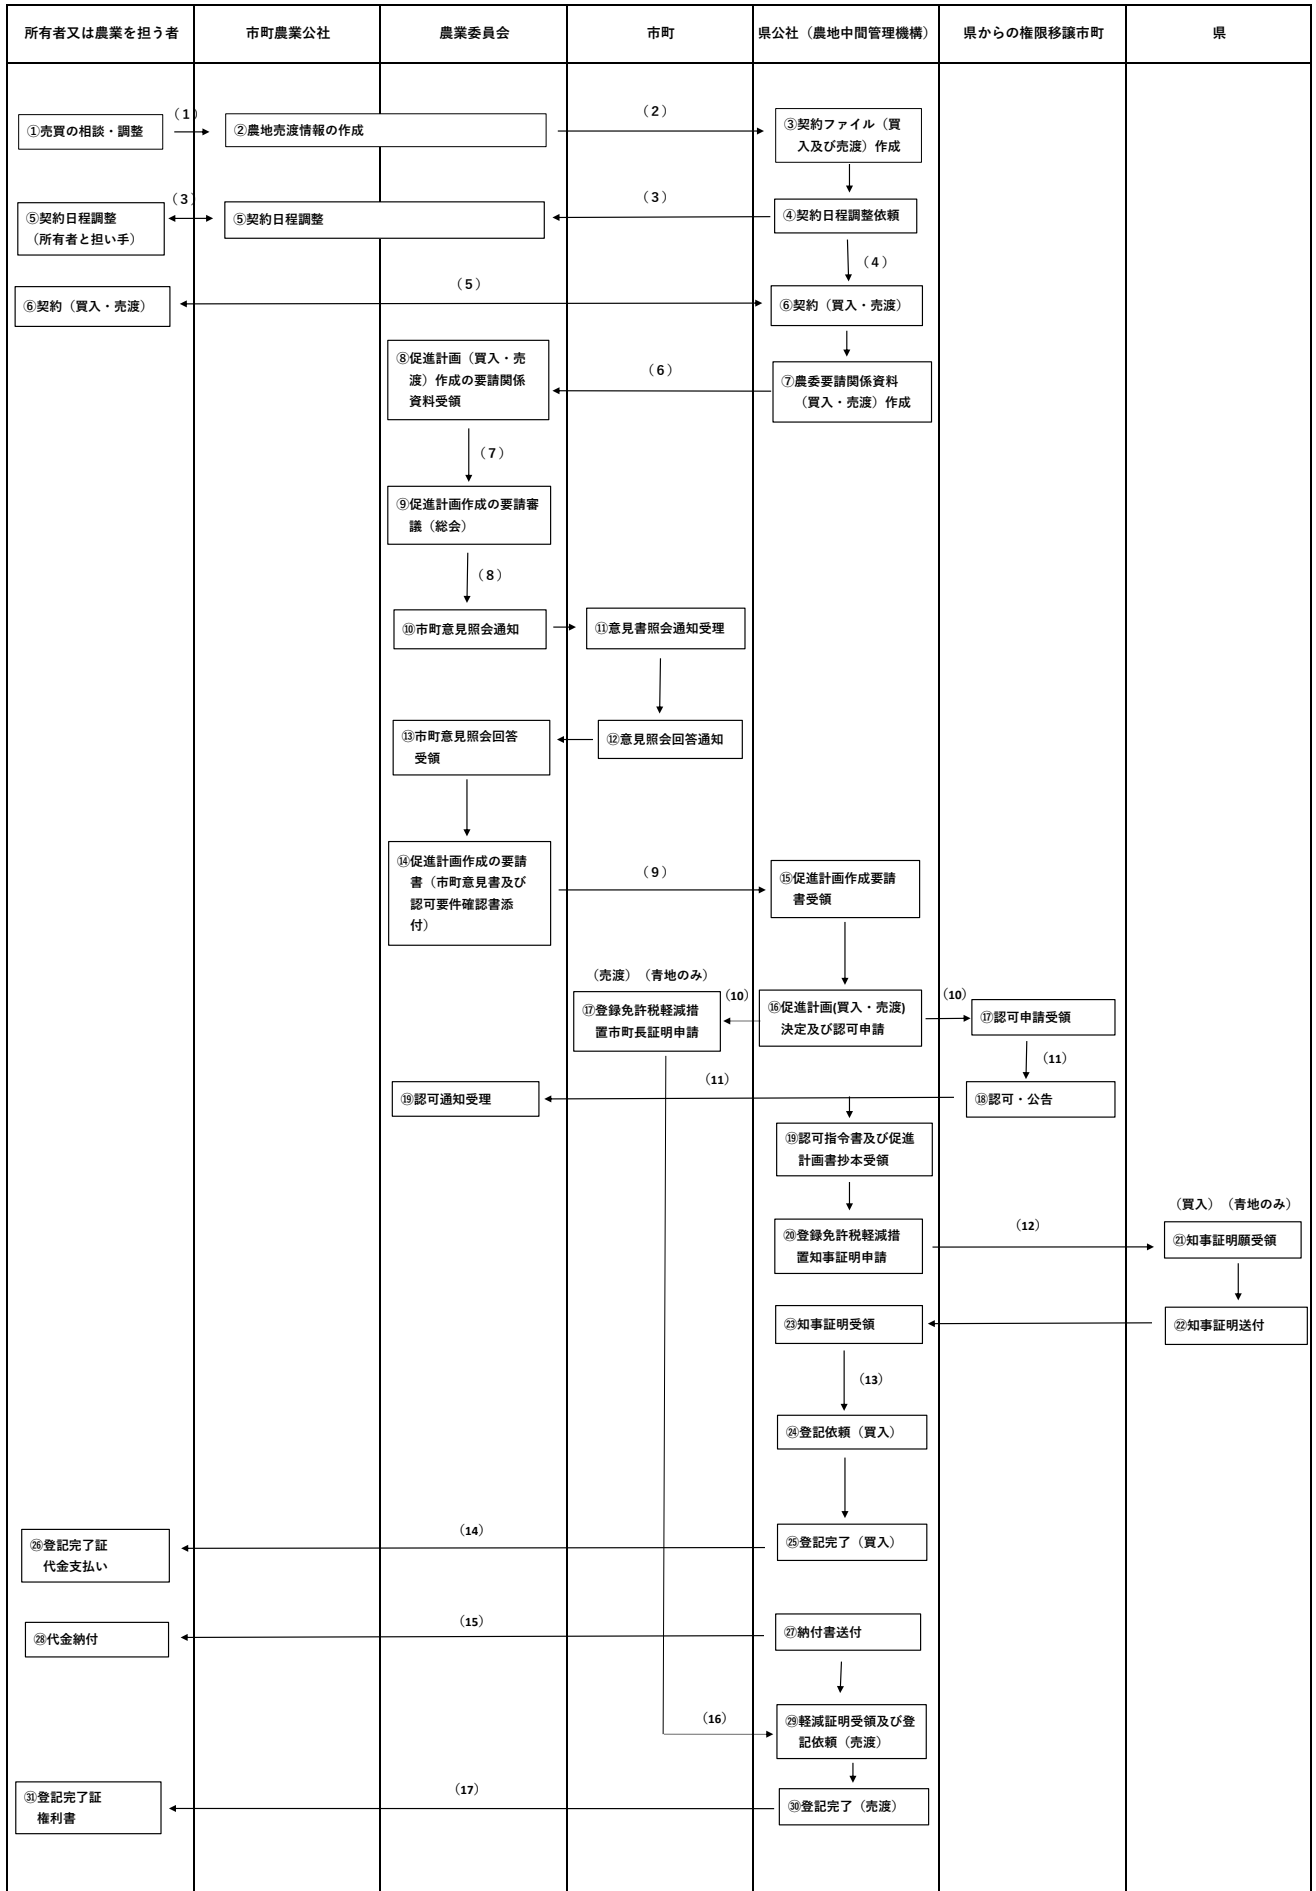 所有者又は農業を担う者
市町農業公社
農業委員会
市町
県公社（農地中間管理機構）
県からの権限移譲市町
県
①売買の相談・調整
（1）
②農地売渡情報の作成
（2）
③契約ファイル（買
入及び売渡）作成
⑤契約日程調整
（所有者と担い手）
（3）
⑤契約日程調整
（3）
④契約日程調整依頼
（4）
⑥契約（買入・売渡）
（5）
⑥契約（買入・売渡）
⑧促進計画（買入・売
渡）作成の要請関係
資料受領
（6）
⑦農委要請関係資料
（買入・売渡）作成
（7）
⑨促進計画作成の要請審
議（総会）
（8）
⑩市町意見照会通知
⑪意見書照会通知受理
⑬市町意見照会回答
受領
⑫意見照会回答通知
⑭促進計画作成の要請
書（市町意見書及び
認可要件確認書添
付）
（9）
⑮促進計画作成要請
書受領
（売渡）（青地のみ）
⑰登録免許税軽減措
置市町長証明申請
（10）
⑯促進計画(買入・売渡)
決定及び認可申請
（10）
⑰認可申請受領
（11）
⑲認可通知受理
（11）
⑱認可・公告
⑲認可指令書及び促進
計画書抄本受領
（買入）（青地のみ）
⑳登録免許税軽減措
置知事証明申請
（12）
㉑知事証明願受領
㉓知事証明受領
㉒知事証明送付
（13）
㉔登記依頼（買入）
㉖登記完了証
代金支払い
（14）
㉕登記完了（買入）
㉘代金納付
（15）
㉗納付書送付
（16）
㉙軽減証明受領及び登
記依頼（売渡）
㉛登記完了証
権利書
（17）
㉚登記完了（売渡）